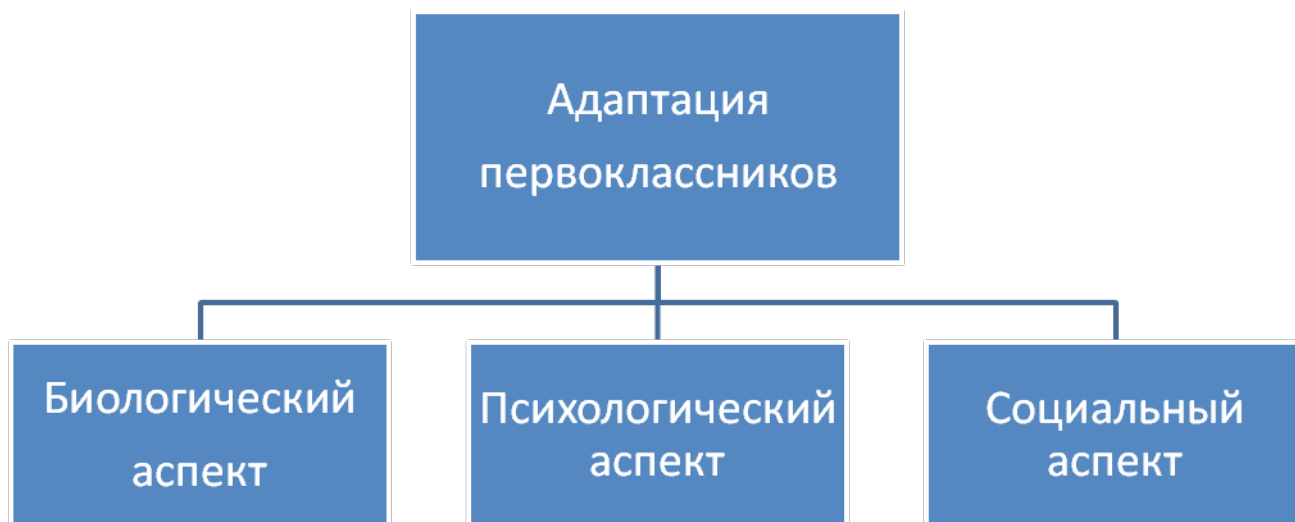 Адаптация
первоклассников
Биологический
аспект
Психологический
аспект
Социальный
аспект